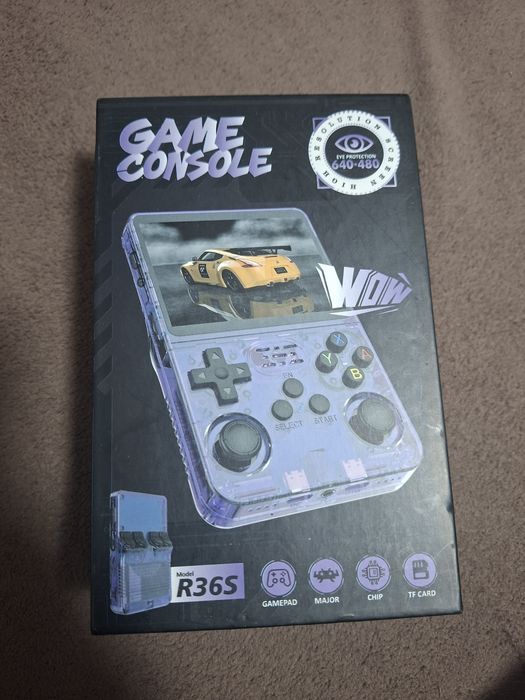 GAME
CONSOLE
HIGH RESOLUTION SCREEN
EYE PROTECTION
640-480
WOW
X
Y
A
B
EN
SELECT
START
Model
R36S
GAMEPAD
MAJOR
CHIP
TF CARD